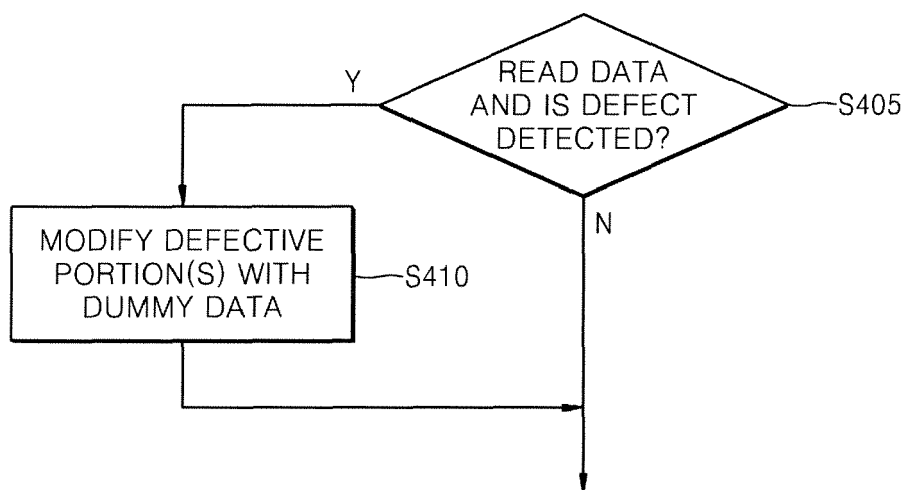 READ DATA
AND IS DEFECT
DETECTED?
S405
Y
N
MODIFY DEFECTIVE
PORTION(S) WITH
DUMMY DATA
S410